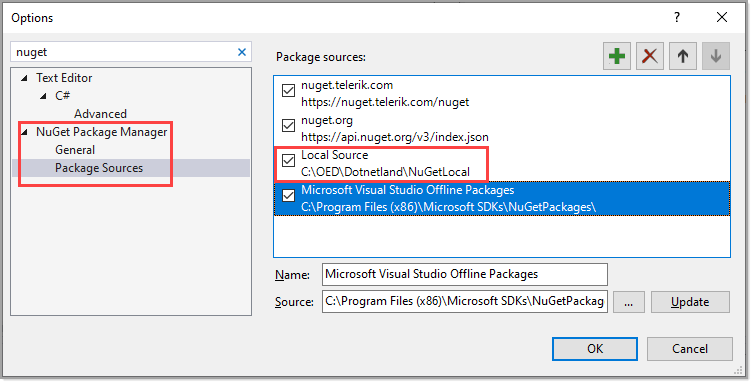 Options
nuget
Text Editor
C#
Advanced
NuGet Package Manager
General
Package Sources
Package sources:
nuget.telerik.com
https://nuget.telerik.com/nuget
nuget.org
https://api.nuget.org/v3/index.json
Local Source
C:\OED\Dotnetland\NuGetLocal
Microsoft Visual Studio Offline Packages
C:\Program Files (x86)\Microsoft SDKs\NuGetPackages\
Name: Microsoft Visual Studio Offline Packages
Source: C:\Program Files (x86)\Microsoft SDKs\NuGetPackag ... Update
OK Cancel